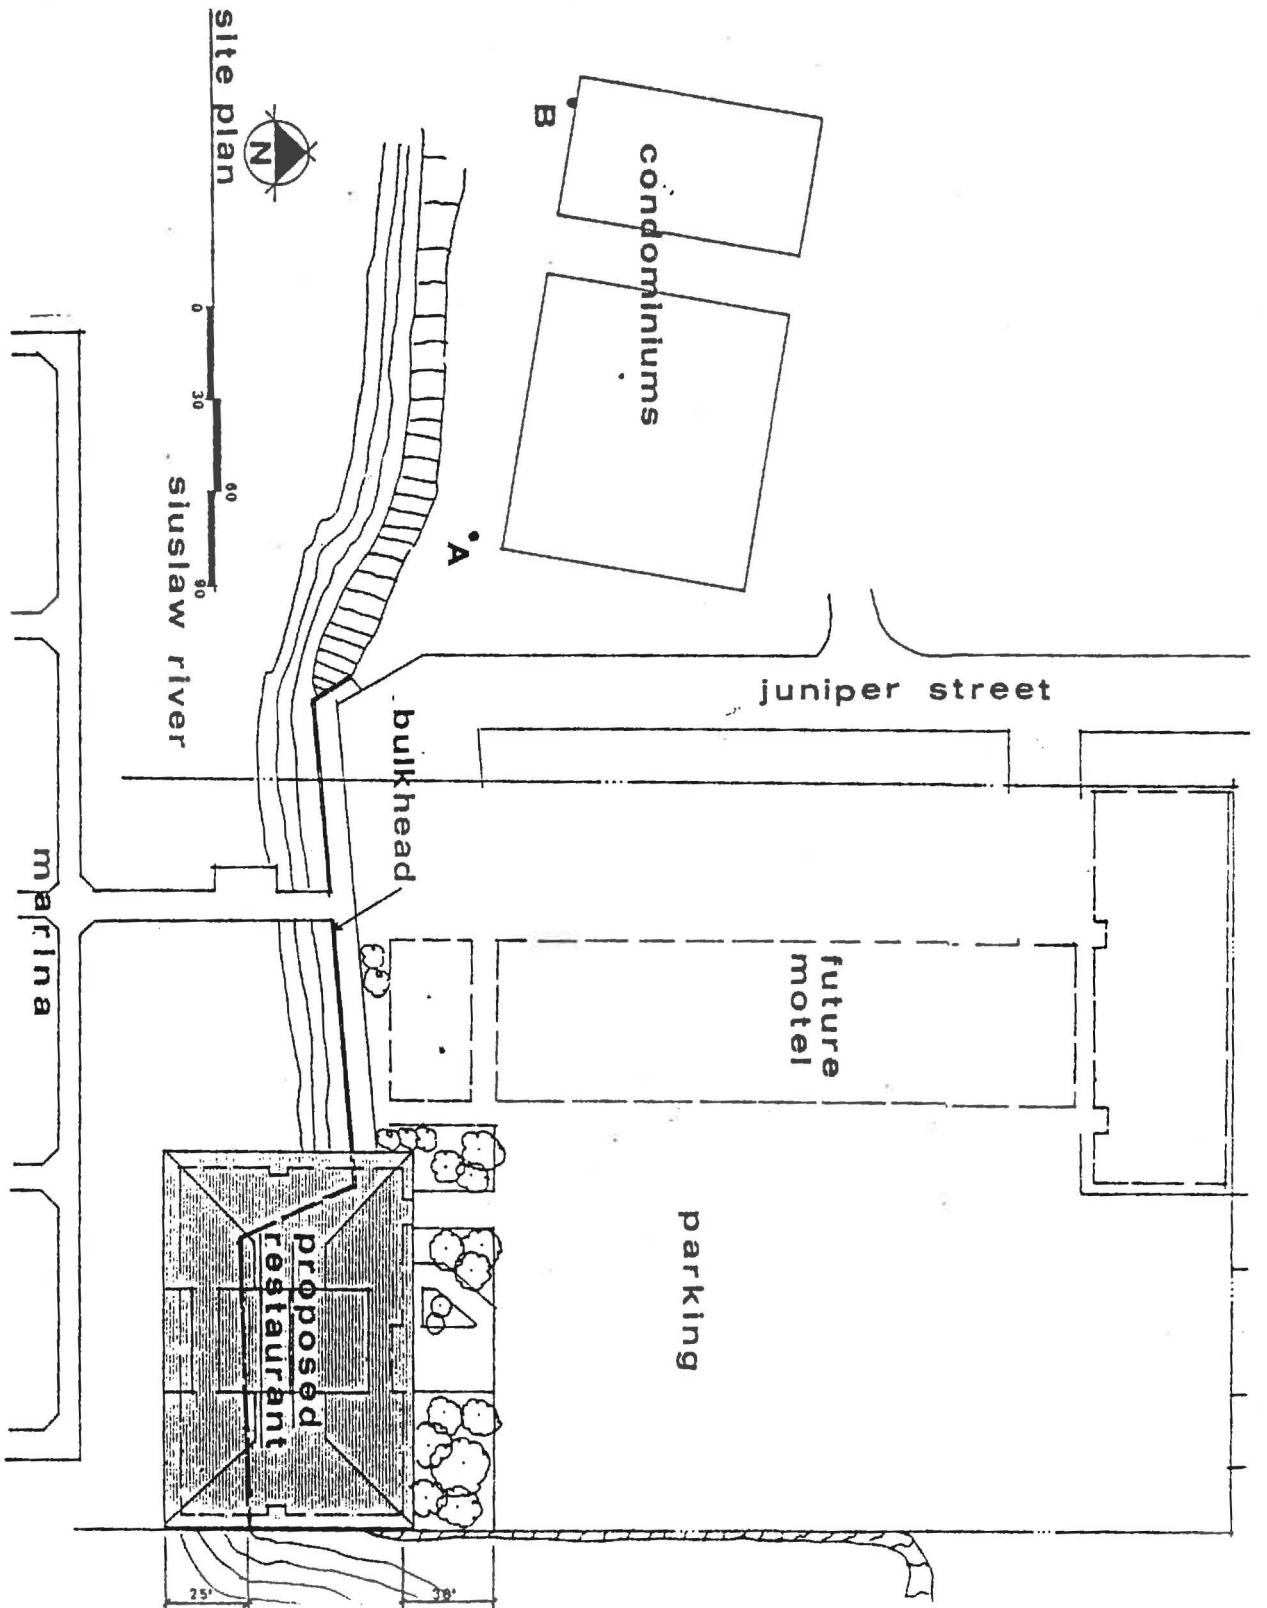 site plan
N
0
30
60
90
siuslaw river
B
condominiums
A
bulkhead
juniper street
marina
future
motel
parking
proposed
restaurant
25'
30'